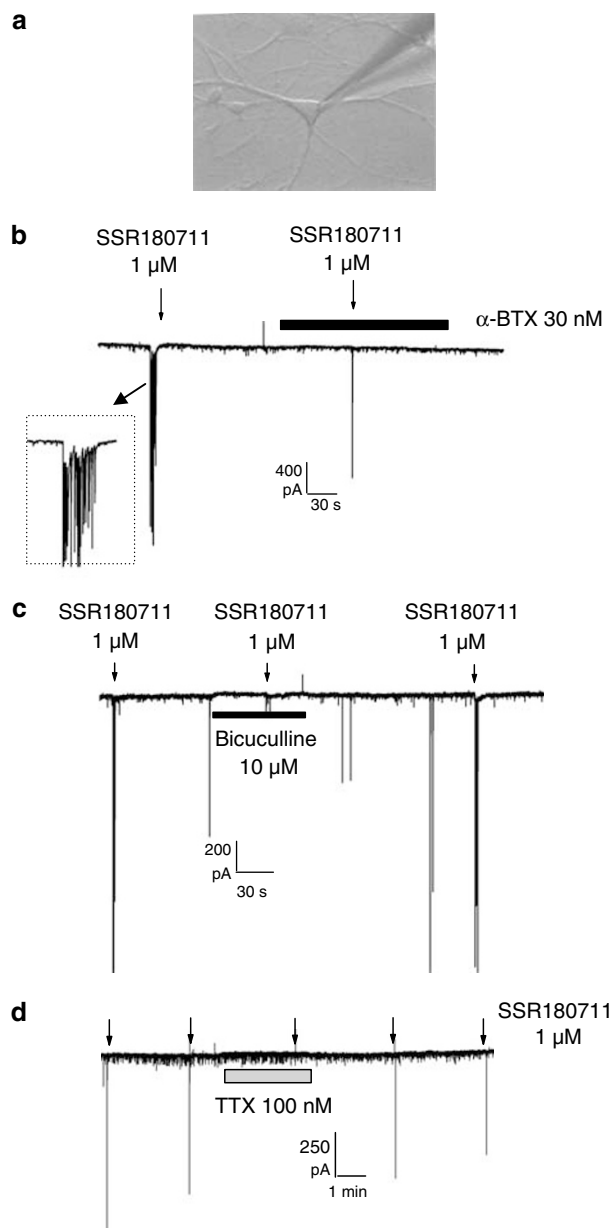 a
b
SSR180711
1 µM
SSR180711
1 µM
α-BTX 30 nM
400
pA
30 s
c
SSR180711
1 µM
SSR180711
1 µM
SSR180711
1 µM
Bicuculline
10 µM
200
pA
30 s
d
SSR180711
1 µM
TTX 100 nM
250
pA
1 min